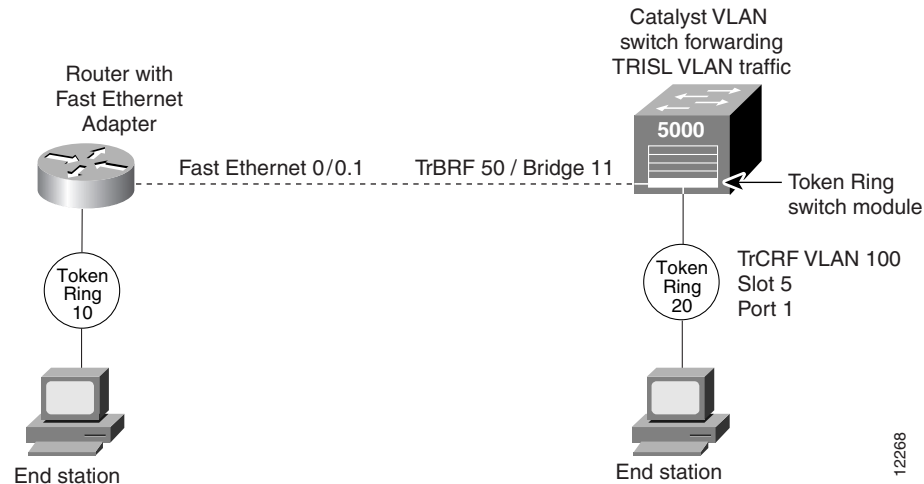 Catalyst VLAN
switch forwarding
TRISL VLAN traffic
Router with
Fast Ethernet
Adapter
5000
Fast Ethernet 0/0.1
TrBRF 50 / Bridge 11
Token Ring
switch module
Token
Ring
10
Token
Ring
20
TrCRF VLAN 100
Slot 5
Port 1
End station
End station
12268